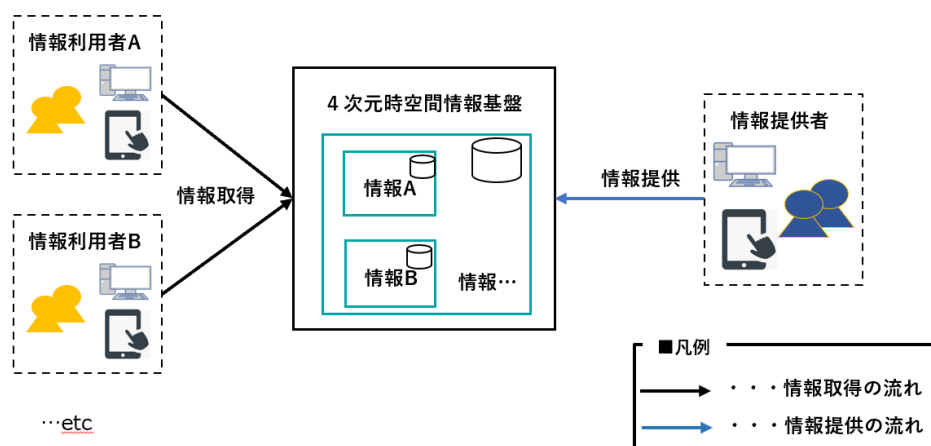 情報利用者A
情報取得
情報利用者B
…etc
4次元時空間情報基盤
情報A
情報B
情報…
情報提供
情報提供者
■凡例
・・・情報取得の流れ
・・・情報提供の流れ